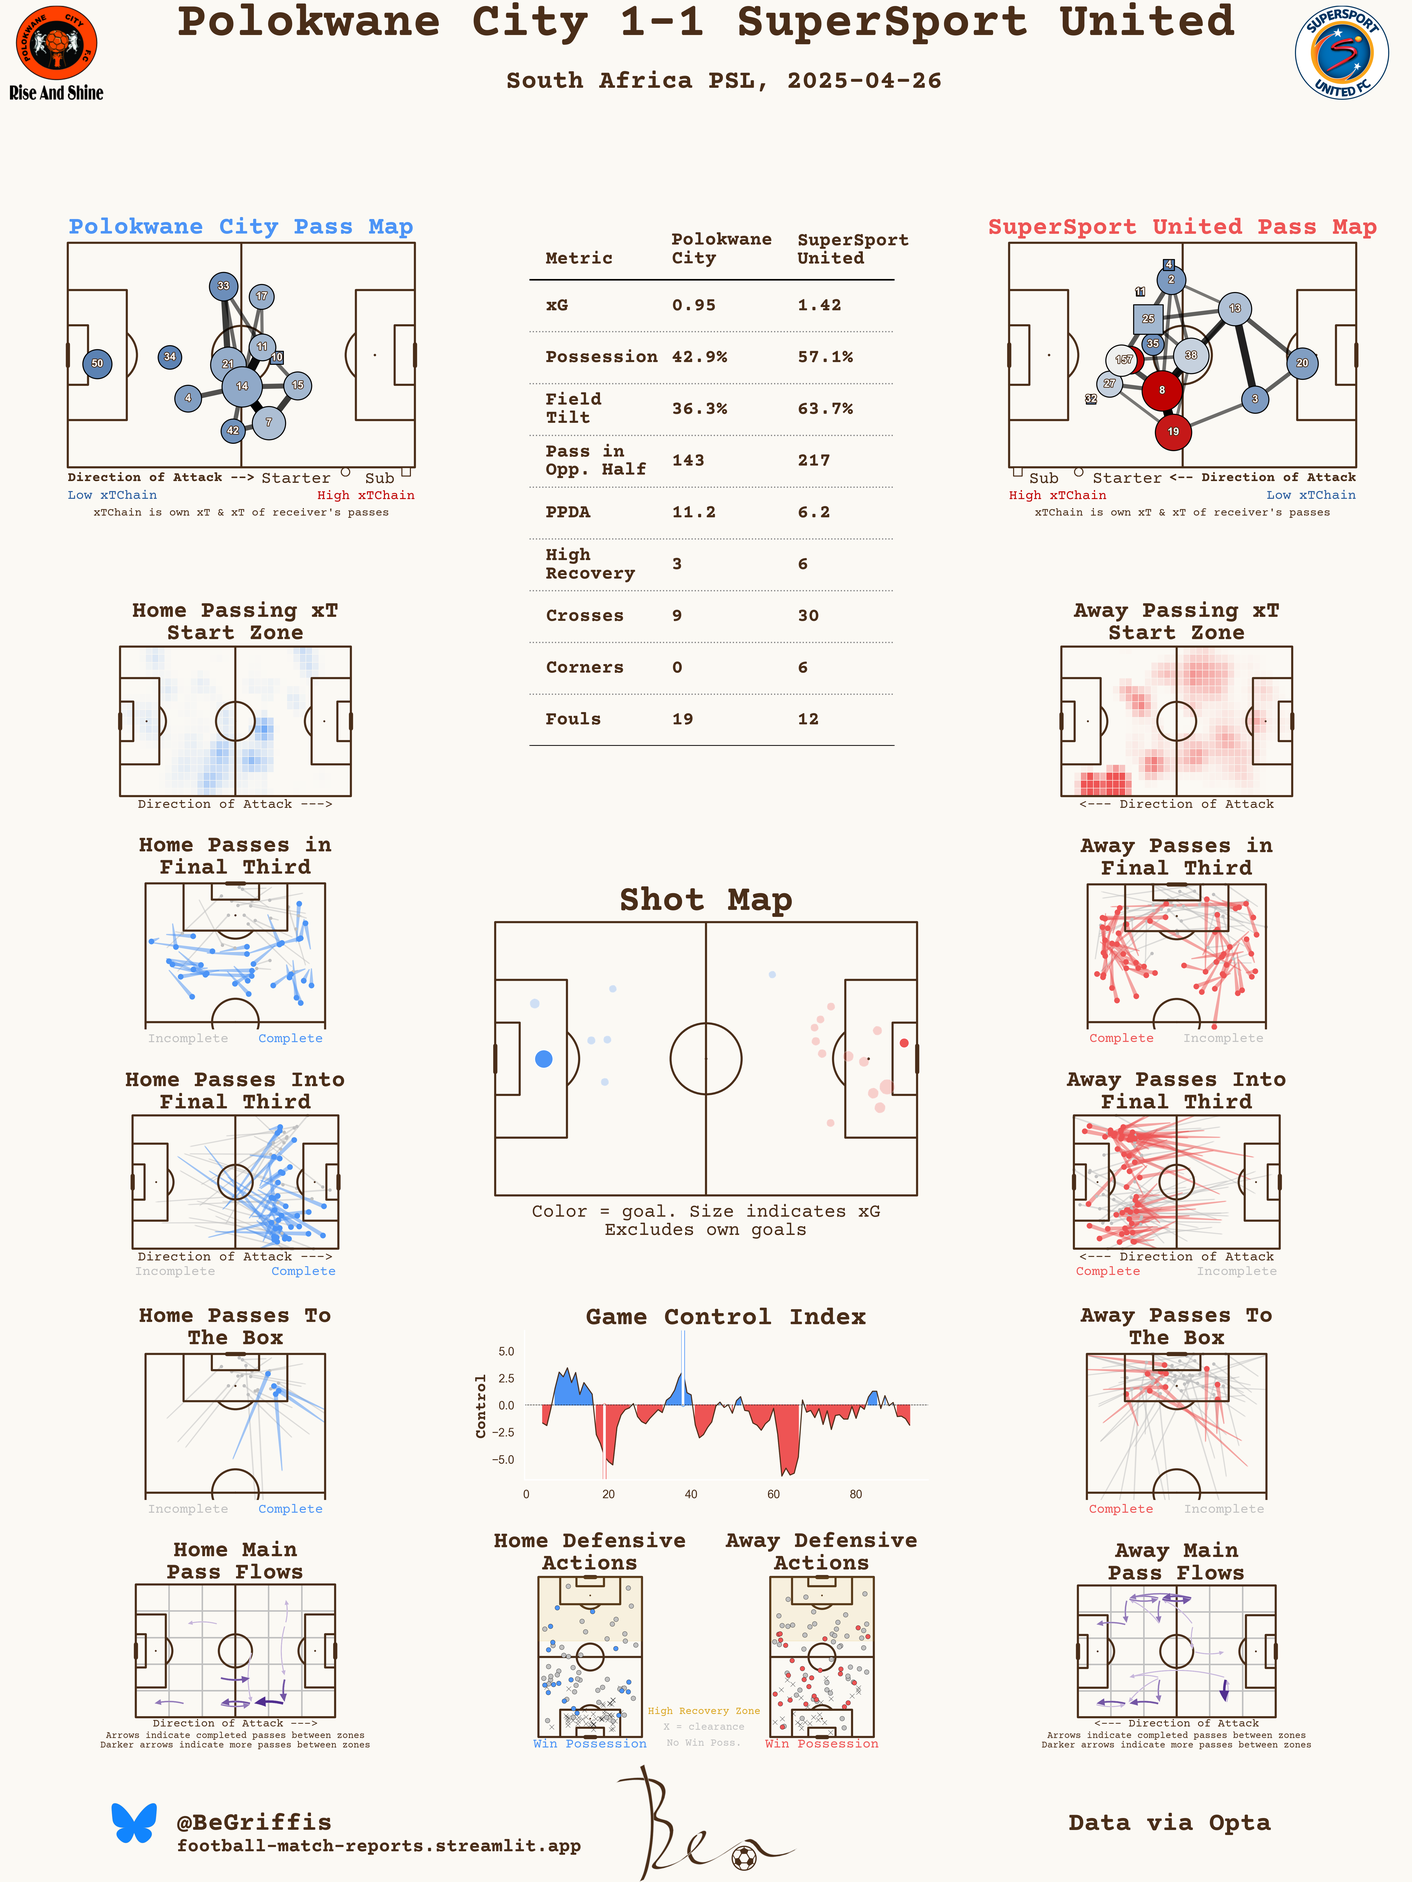 Polokwane City 1-1 SuperSport United
South Africa PSL, 2025-04-26
POLOKWANE CITY F.C
Rise And Shine
SUPERSPORT
UNITED FC
Polokwane City Pass Map
33
17
11
10
50
34
21
14
15
4
7
42
Direction of Attack --> Starter Sub
Low xTChain High xTChain
xTChain is own xT & xT of receiver's passes
Metric Polokwane City SuperSport United
xG 0.95 1.42
Possession 42.9% 57.1%
Field Tilt 36.3% 63.7%
Pass in Opp. Half 143 217
PPDA 11.2 6.2
High Recovery 3 6
Crosses 9 30
Corners 0 6
Fouls 19 12
SuperSport United Pass Map
4
2
11
13
25
35
38
157
20
27
8
32
3
19
Sub Starter <-- Direction of Attack
High xTChain Low xTChain
xTChain is own xT & xT of receiver's passes
Home Passing xT
Start Zone
Direction of Attack --->
Away Passing xT
Start Zone
<--- Direction of Attack
Home Passes in
Final Third
Incomplete Complete
Away Passes in
Final Third
Complete Incomplete
Shot Map
Color = goal. Size indicates xG
Excludes own goals
Home Passes Into
Final Third
Direction of Attack --->
Incomplete Complete
Away Passes Into
Final Third
<--- Direction of Attack
Complete Incomplete
Home Passes To
The Box
Incomplete Complete
Game Control Index
Control
5.0
2.5
0.0
−2.5
−5.0
0 20 40 60 80
Away Passes To
The Box
Complete Incomplete
Home Main
Pass Flows
Direction of Attack --->
Arrows indicate completed passes between zones
Darker arrows indicate more passes between zones
Home Defensive
Actions
Win Possession
High Recovery Zone
X = clearance
No Win Poss.
Away Defensive
Actions
Win Possession
Away Main
Pass Flows
<--- Direction of Attack
Arrows indicate completed passes between zones
Darker arrows indicate more passes between zones
@BeGriffis
football-match-reports.streamlit.app
Ben
Data via Opta